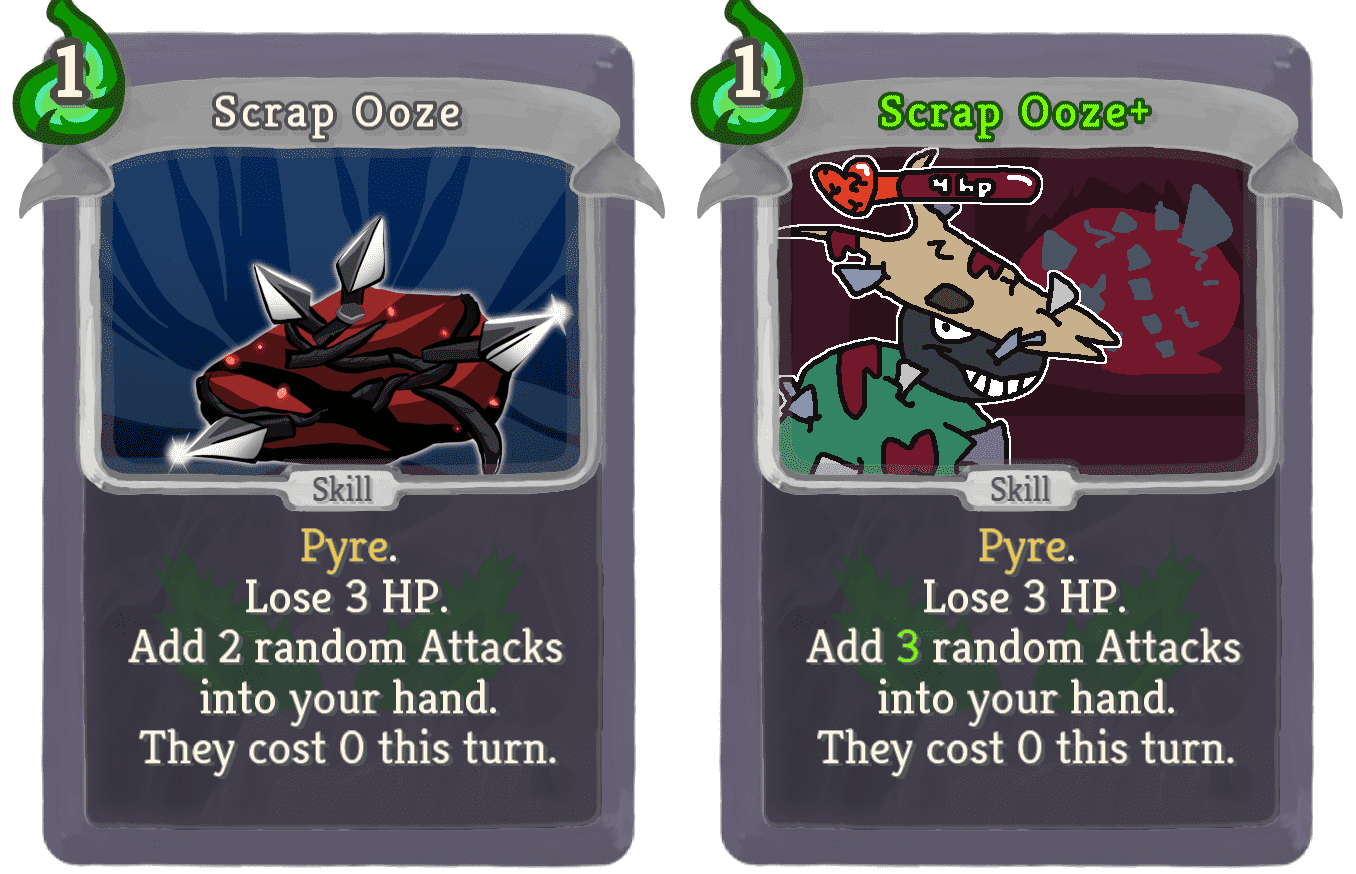 1
Scrap Ooze
Skill
Pyre.
Lose 3 HP.
Add 2 random Attacks
into your hand.
They cost 0 this turn.
1
Scrap Ooze+
4 hp
Skill
Pyre.
Lose 3 HP.
Add 3 random Attacks
into your hand.
They cost 0 this turn.